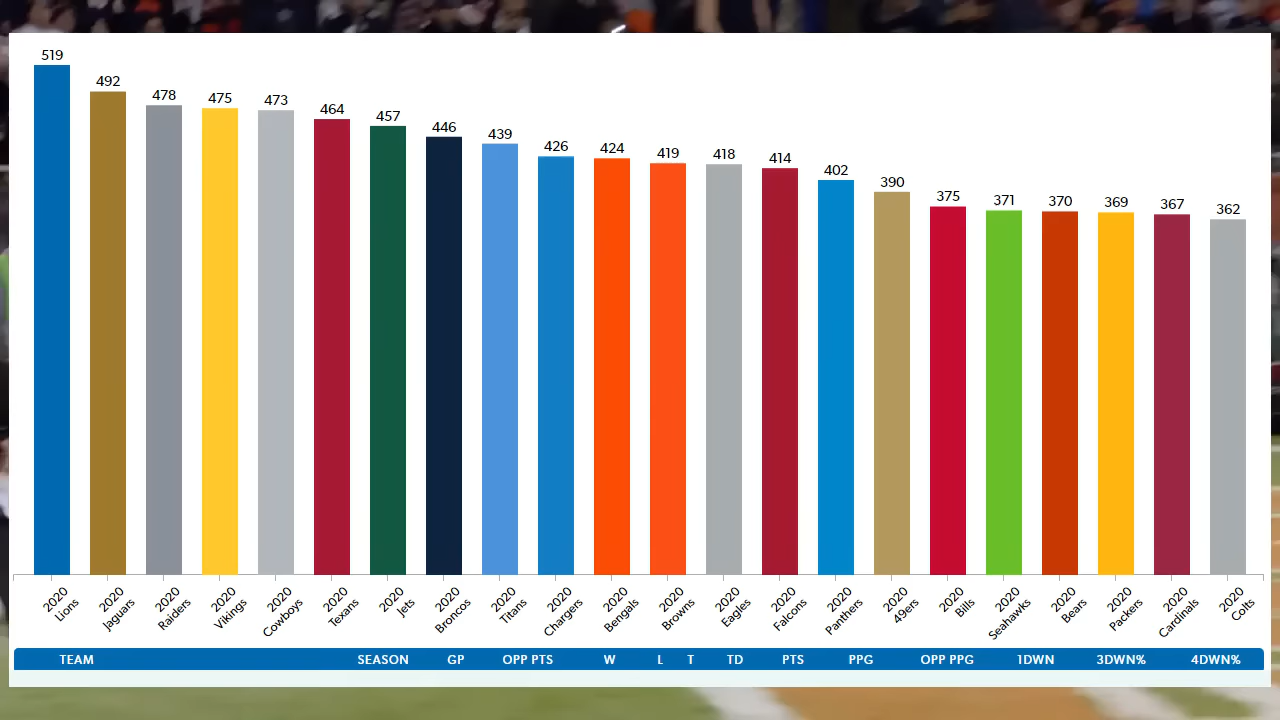 519
492
478
475
473
464
457
446
439
426
424
419
418
414
402
390
375
371
370
369
367
362
2020
Lions
2020
Jaguars
2020
Raiders
2020
Vikings
2020
Cowboys
2020
Texans
2020
Jets
2020
Broncos
2020
Titans
2020
Chargers
2020
Bengals
2020
Browns
2020
Eagles
2020
Falcons
2020
Panthers
2020
49ers
2020
Bills
2020
Seahawks
2020
Bears
2020
Packers
2020
Cardinals
2020
Colts
TEAM SEASON GP OPP PTS W L T TD PTS PPG OPP PPG 1DWN 3DWN% 4DWN%